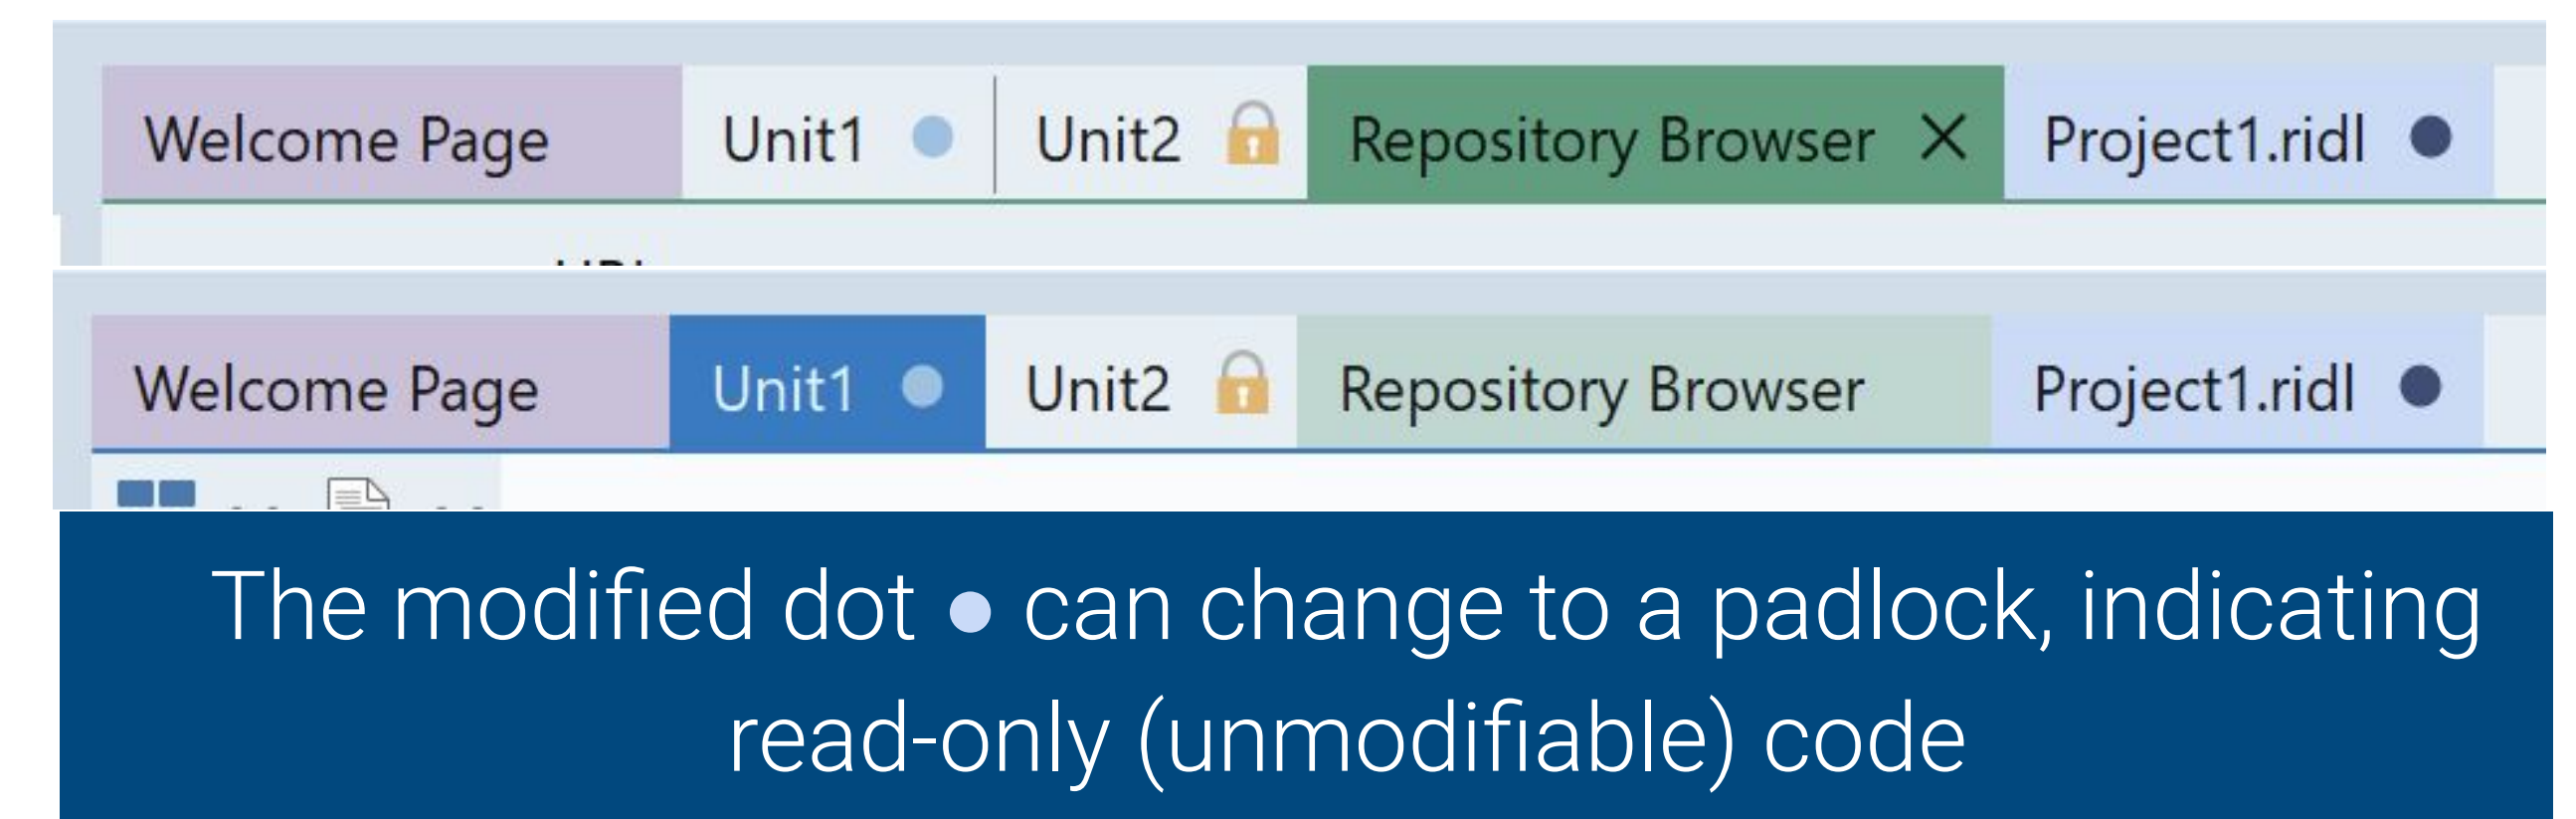 Welcome Page Unit1 Unit2 Repository Browser Project1.ridl
Welcome Page Unit1 Unit2 Repository Browser Project1.ridl
The modified dot ● can change to a padlock, indicating
read-only (unmodifiable) code